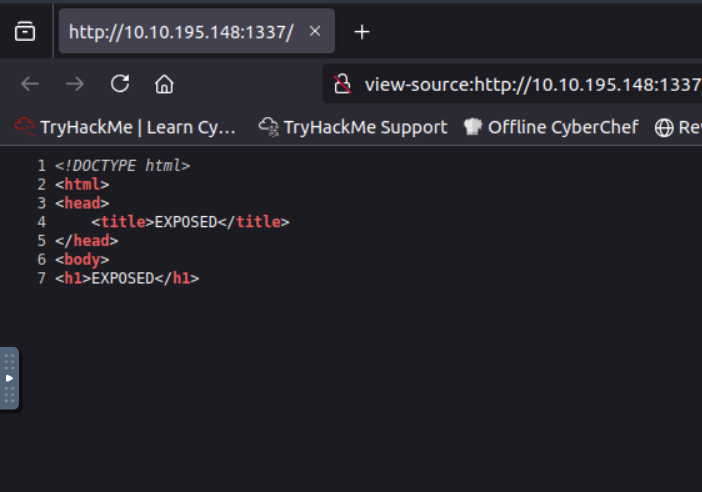 http://10.10.195.148:1337/ × +
view-source:http://10.10.195.148:1337
TryHackMe | Learn Cy... TryHackMe Support Offline CyberChef
1 <!DOCTYPE html>
2 <html>
3 <head>
4     <title>EXPOSED</title>
5 </head>
6 <body>
7 <h1>EXPOSED</h1>